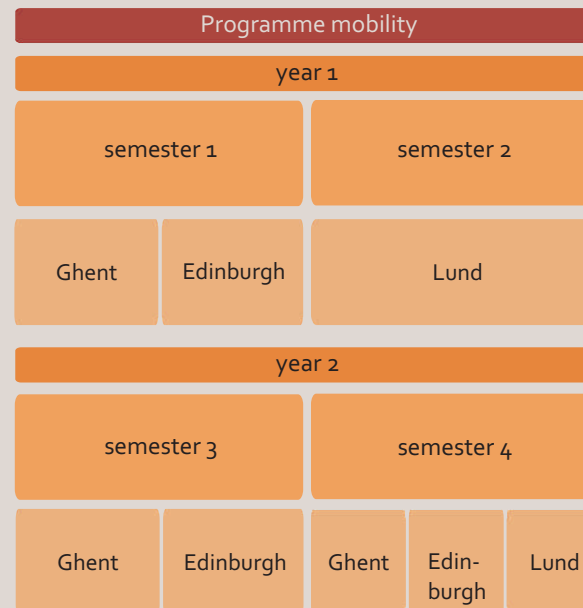 Programme mobility
year 1
semester 1 semester 2
Ghent Edinburgh Lund
year 2
semester 3 semester 4
Ghent Edinburgh Ghent Edin- Lund
burgh